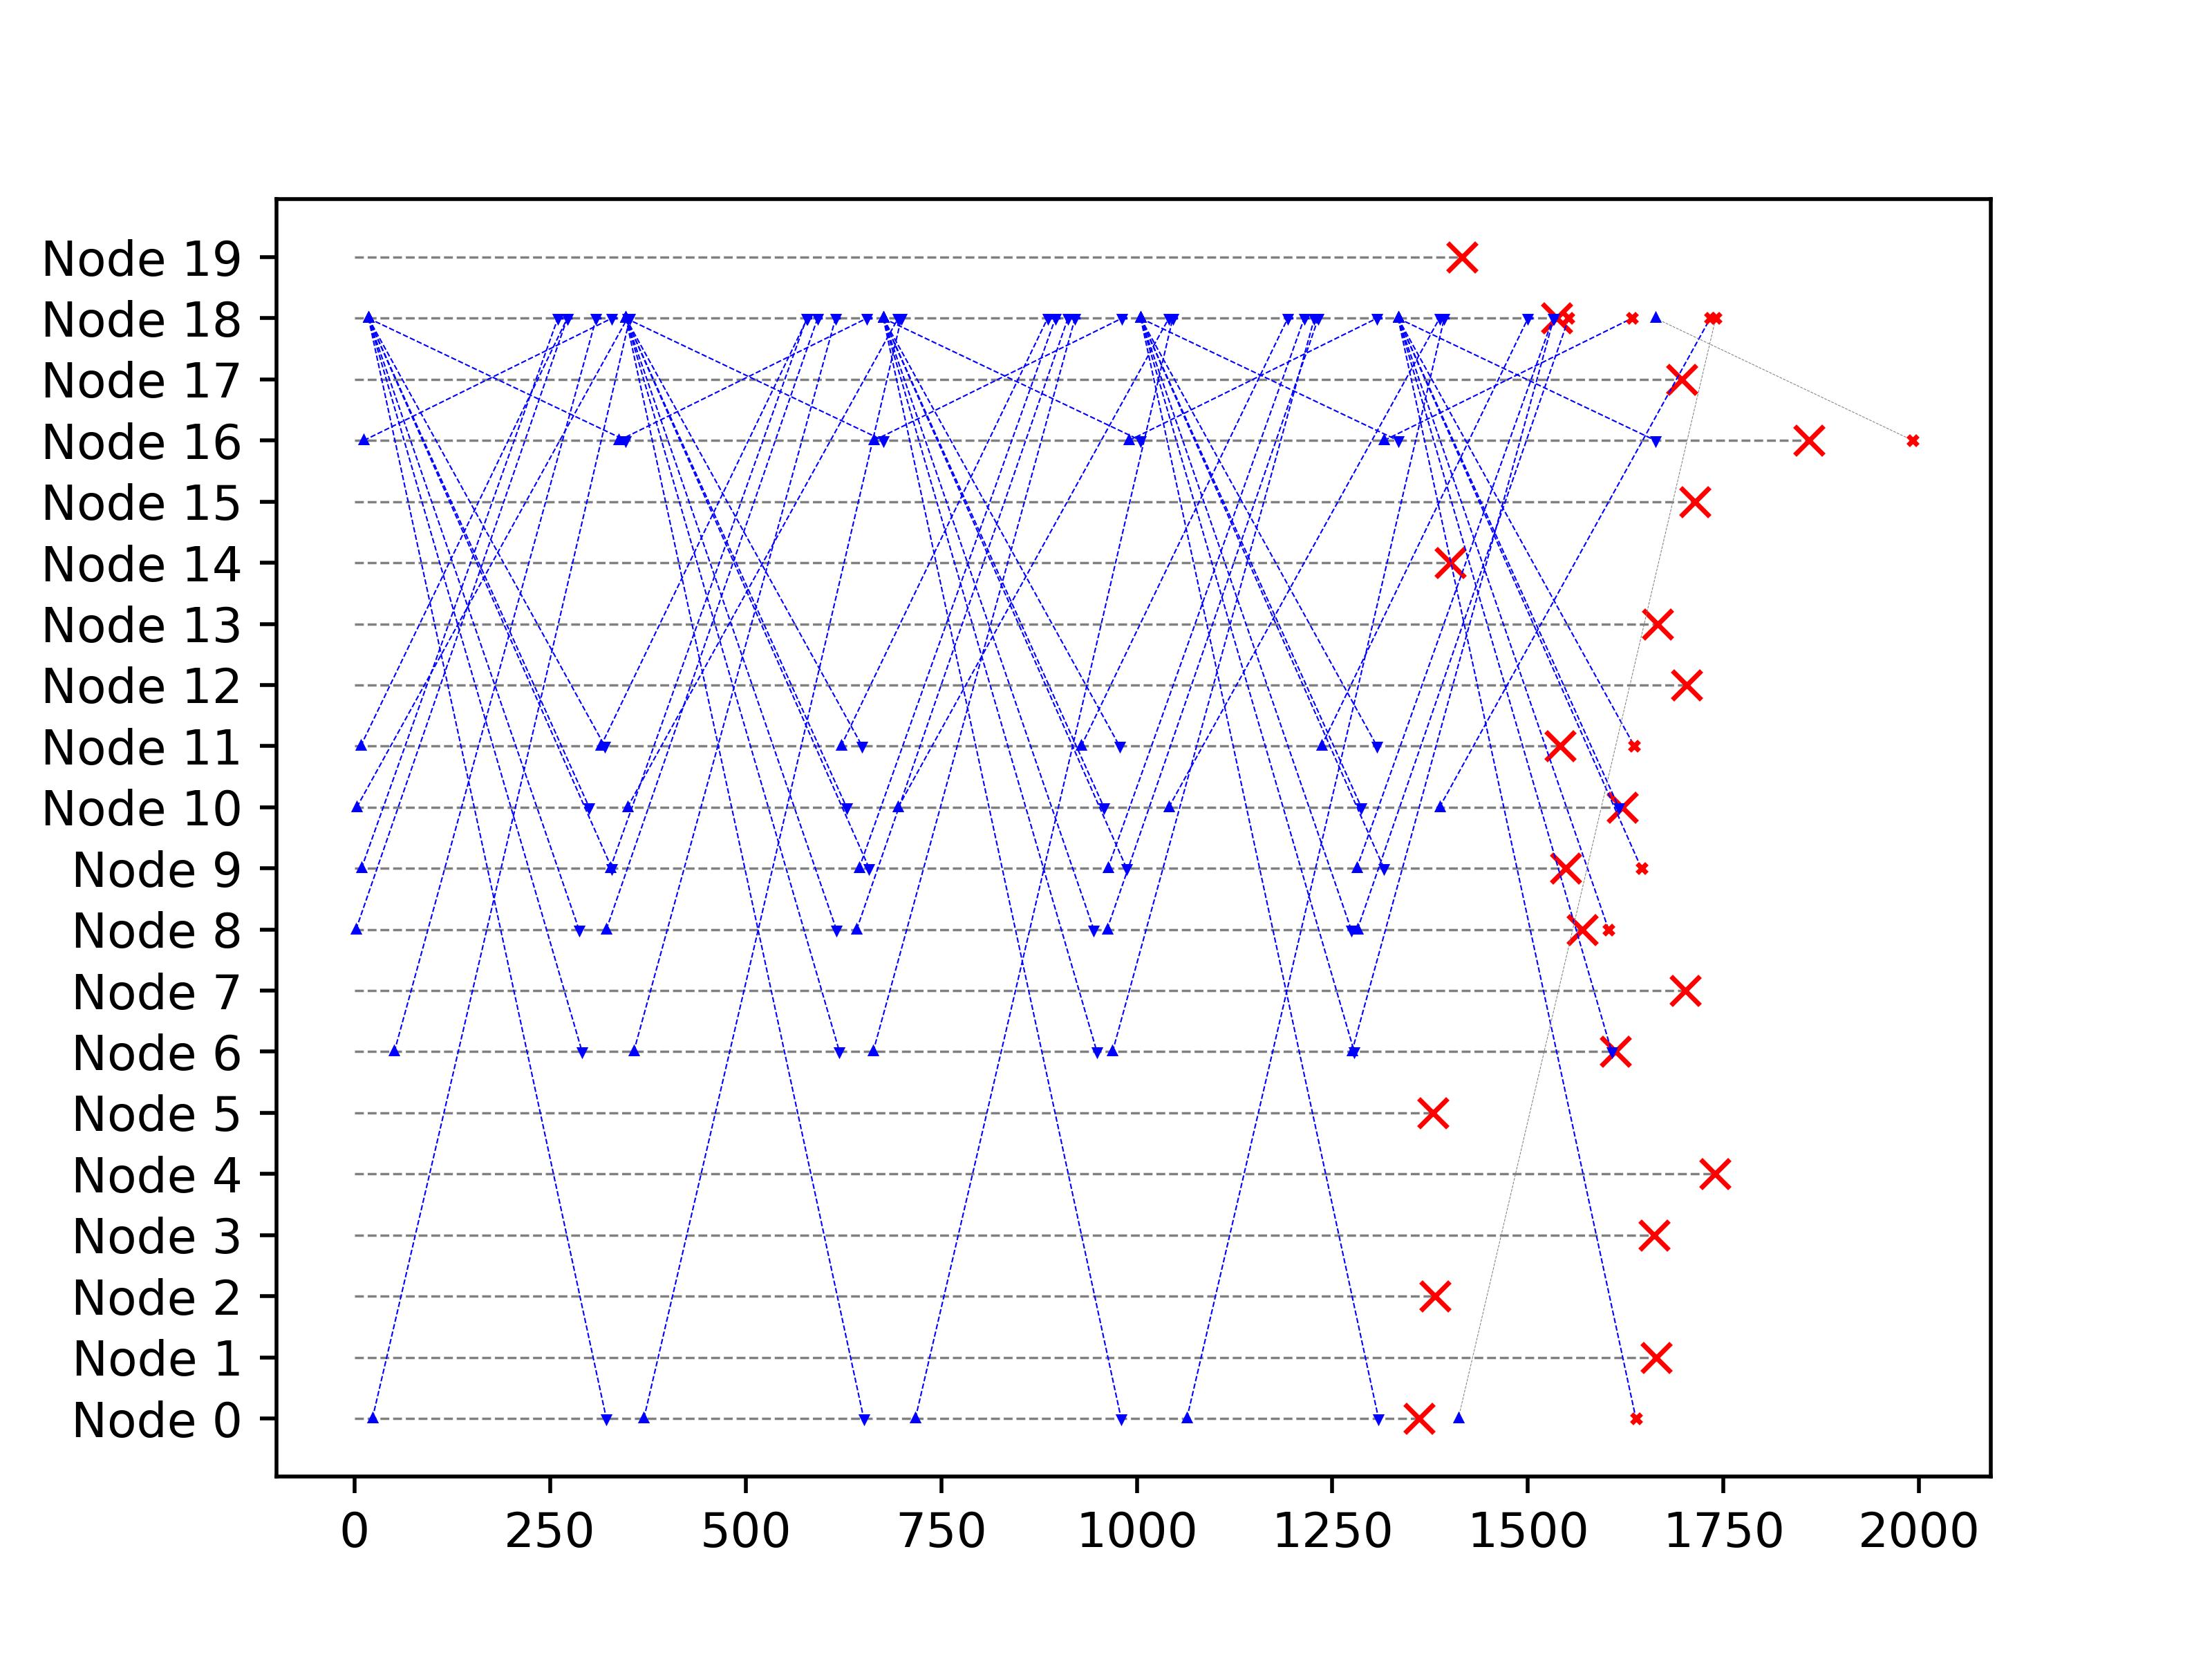 Node 19
Node 18
Node 17
Node 16
Node 15
Node 14
Node 13
Node 12
Node 11
Node 10
Node 9
Node 8
Node 7
Node 6
Node 5
Node 4
Node 3
Node 2
Node 1
Node 0
0 250 500 750 1000 1250 1500 1750 2000